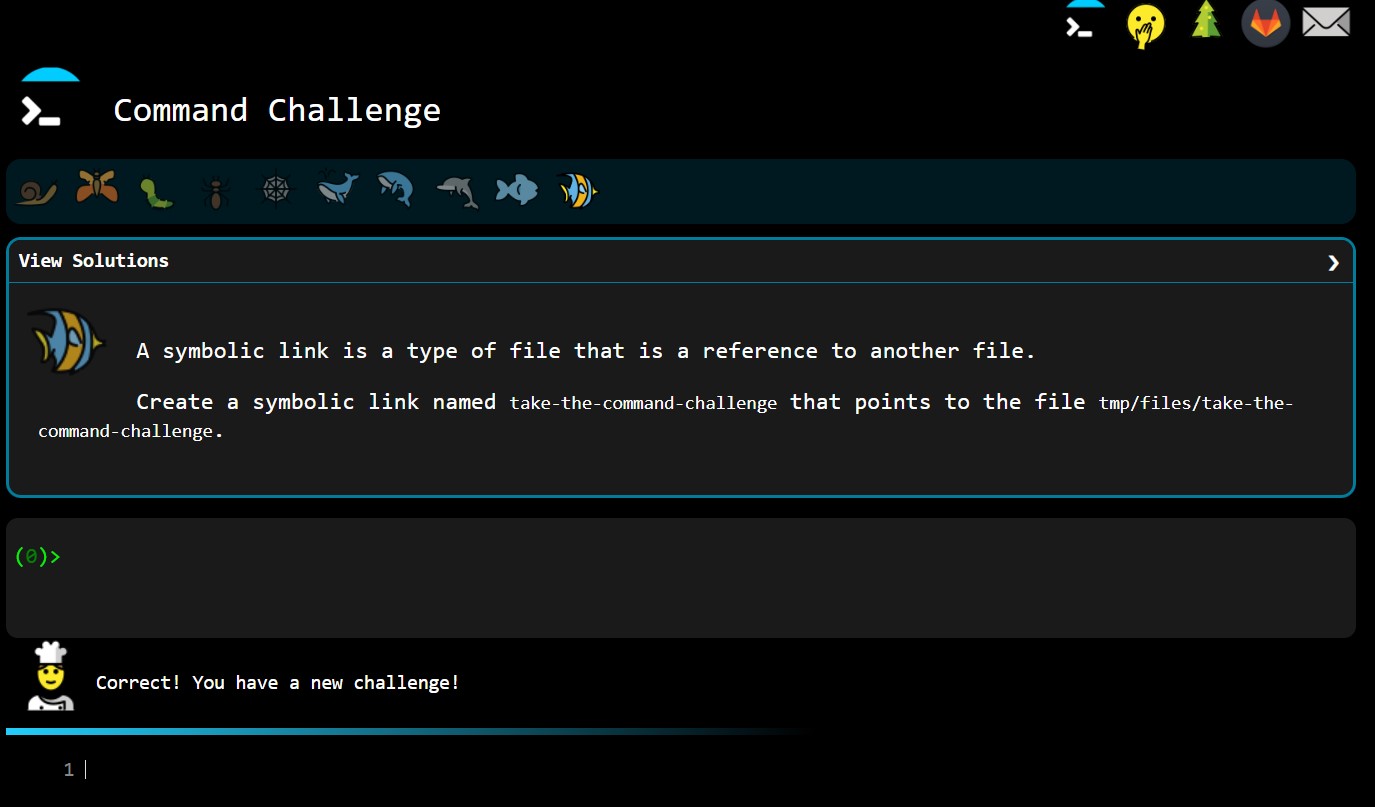 Command Challenge
View Solutions
A symbolic link is a type of file that is a reference to another file.
Create a symbolic link named take-the-command-challenge that points to the file tmp/files/take-the-
command-challenge.
(0)>
Correct! You have a new challenge!
1